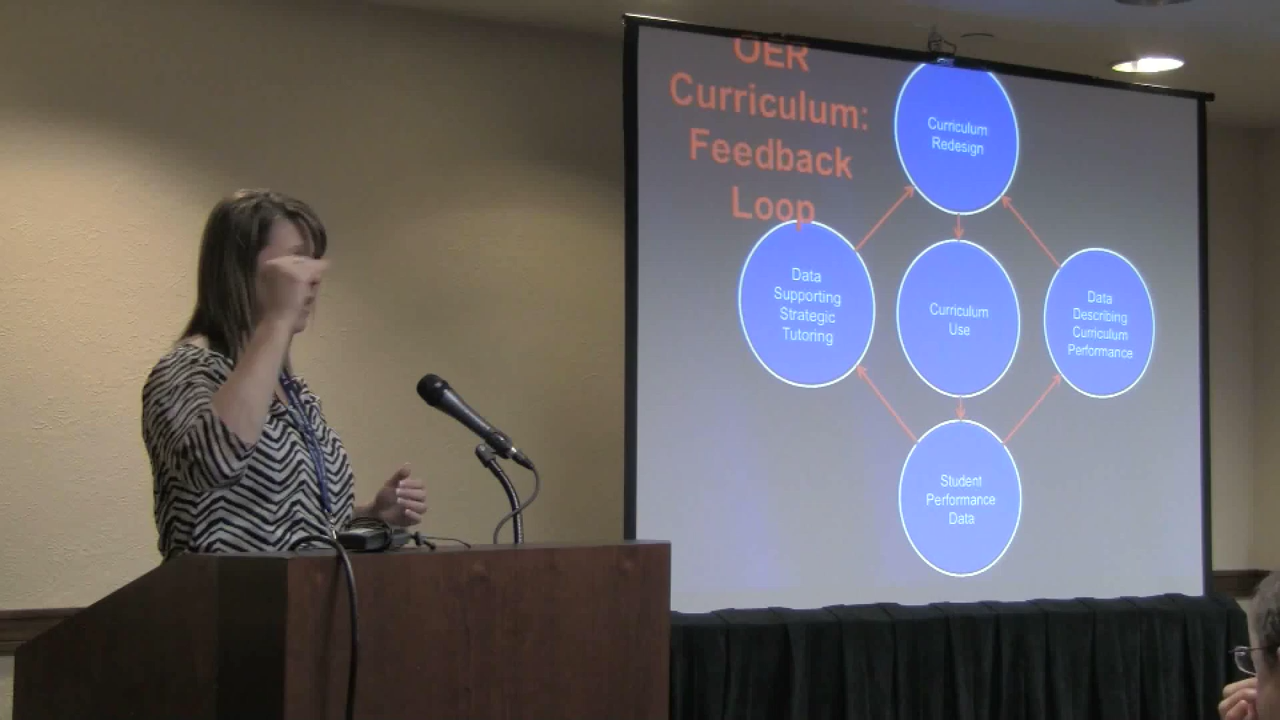 OER
Curriculum:
Feedback
Loop
Curriculum
Redesign
Data
Supporting
Strategic
Tutoring
Curriculum
Use
Data
Describing
Curriculum
Performance
Student
Performance
Data